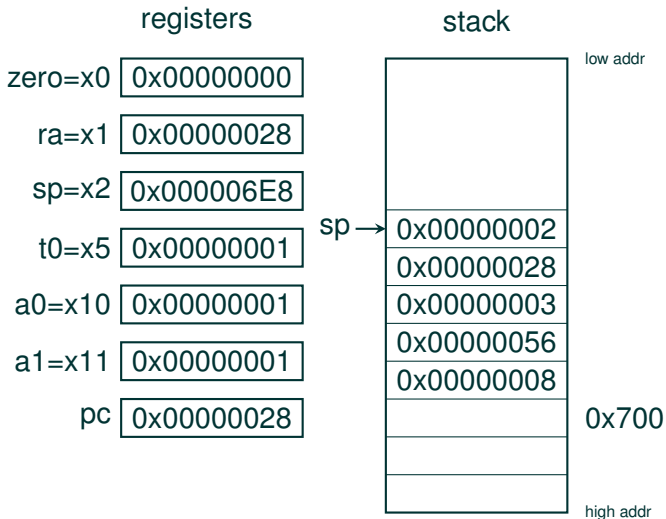 registers
zero=x0 0x00000000
ra=x1 0x00000028
sp=x2 0x000006E8
t0=x5 0x00000001
a0=x10 0x00000001
a1=x11 0x00000001
pc 0x00000028
stack
low addr
sp 0x00000002
0x00000028
0x00000003
0x00000056
0x00000008
0x700
high addr